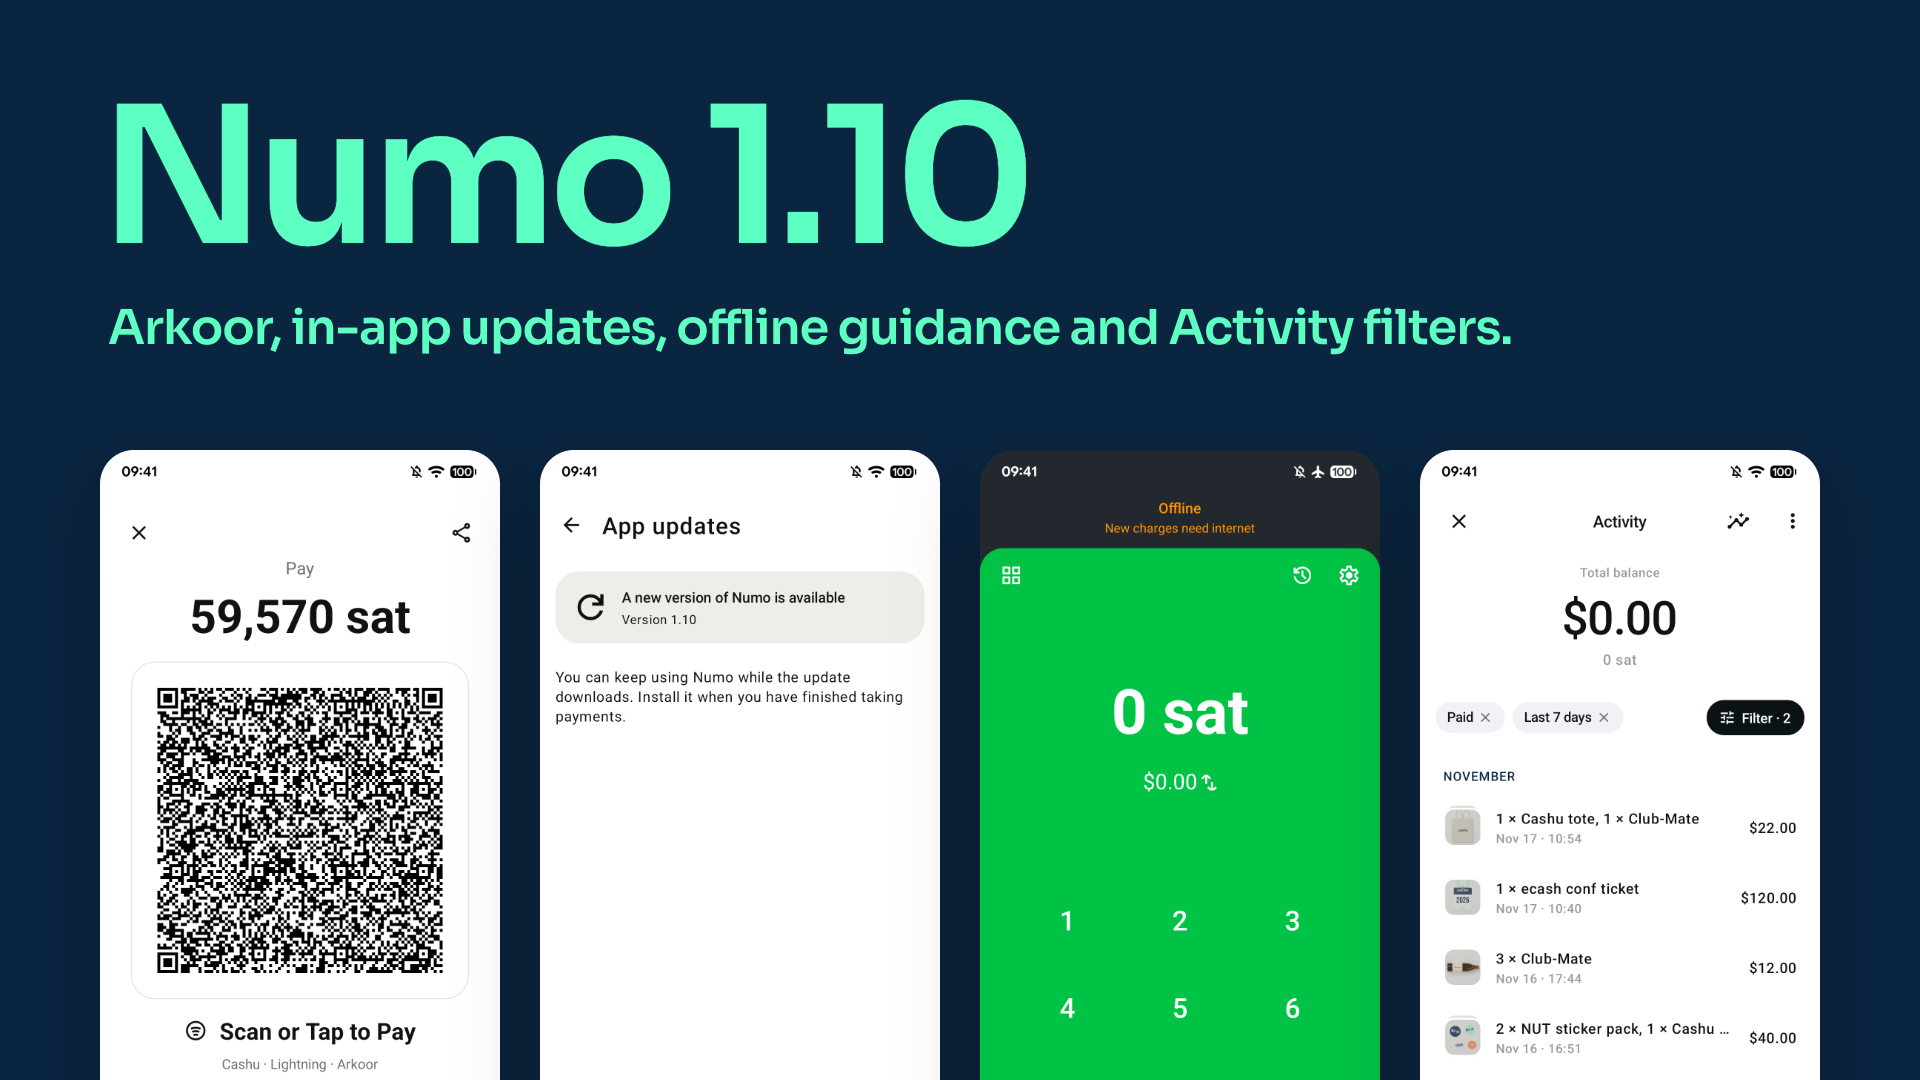 Numo 1.10
Arkoor, in-app updates, offline guidance and Activity filters.
09:41
100
Pay
59,570 sat
Scan or Tap to Pay
Cashu · Lightning · Arkoor
09:41
100
App updates
A new version of Numo is available
Version 1.10
You can keep using Numo while the update
downloads. Install it when you have finished taking
payments.
09:41
100
Offline
New charges need internet
0 sat
$0.00
1 2 3
4 5 6
09:41
100
Activity
Total balance
$0.00
0 sat
Paid
Last 7 days
Filter · 2
NOVEMBER
1 × Cashu tote, 1 × Club-Mate
Nov 17 · 10:54
$22.00
1 × ecash conf ticket
Nov 17 · 10:40
$120.00
3 × Club-Mate
Nov 16 · 17:44
$12.00
2 × NUT sticker pack, 1 × Cashu ...
Nov 16 · 16:51
$40.00